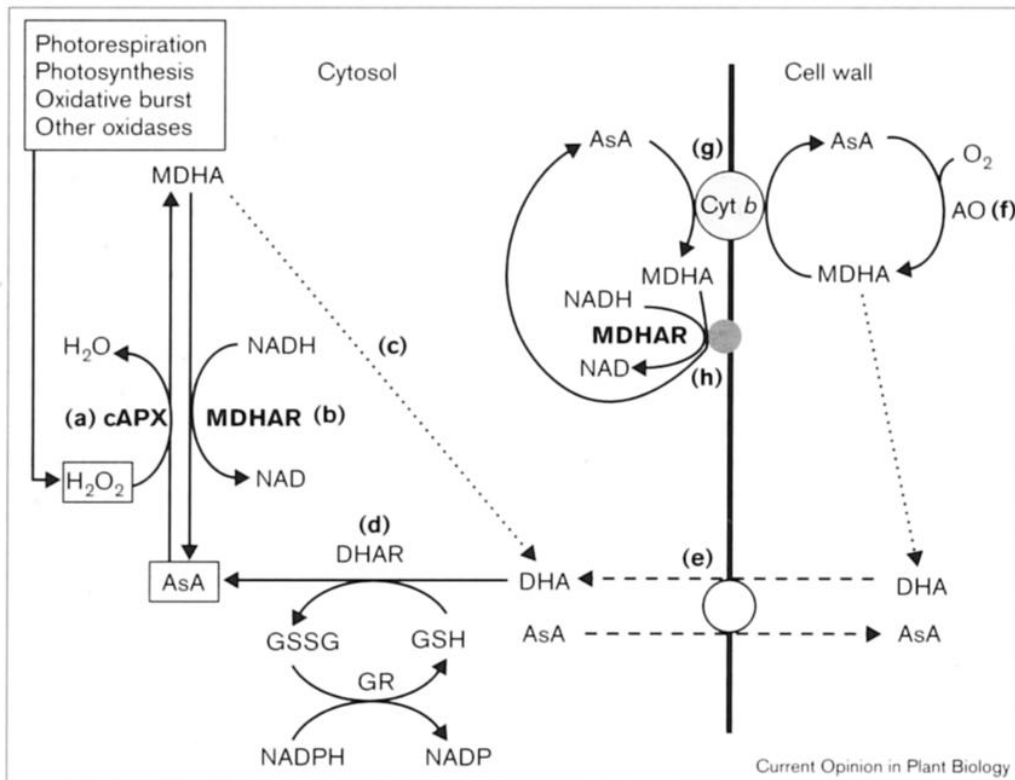 Photorespiration
Photosynthesis
Oxidative burst
Other oxidases
Cytosol
Cell wall
MDHA
AsA
(g)
AsA
O2
Cyt b
AO (f)
MDHA
MDHA
NADH
MDHAR
NAD
(h)
H2O
NADH
(c)
(a) cAPX
MDHAR (b)
H2O2
NAD
(d)
DHAR
(e)
AsA
DHA
DHA
GSSG
GSH
AsA
AsA
GR
NADPH
NADP
Current Opinion in Plant Biology